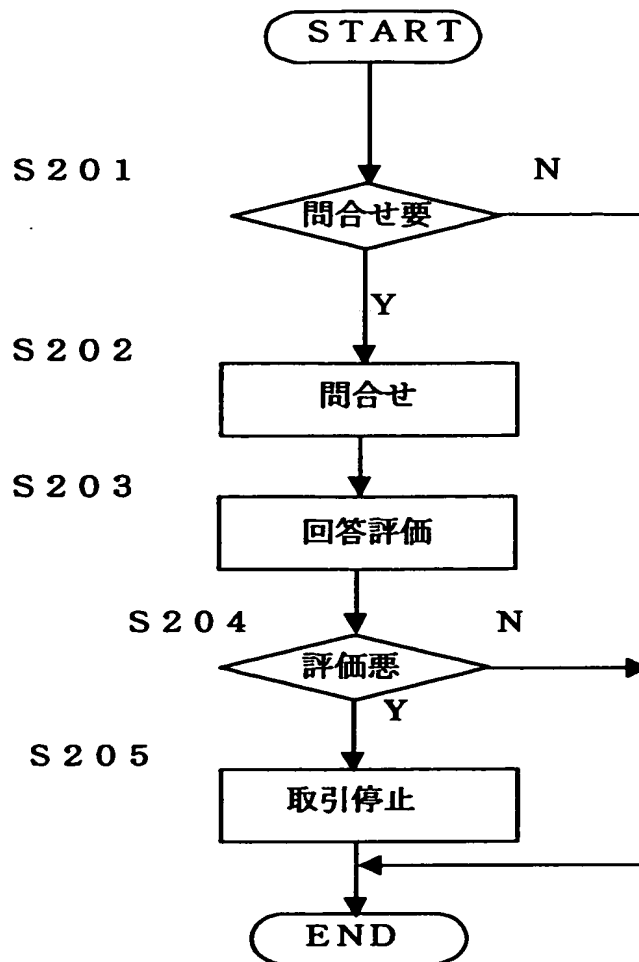 START
S201
N
問合せ要
Y
S202
問合せ
S203
回答評価
S204
N
評価悪
Y
S205
取引停止
END